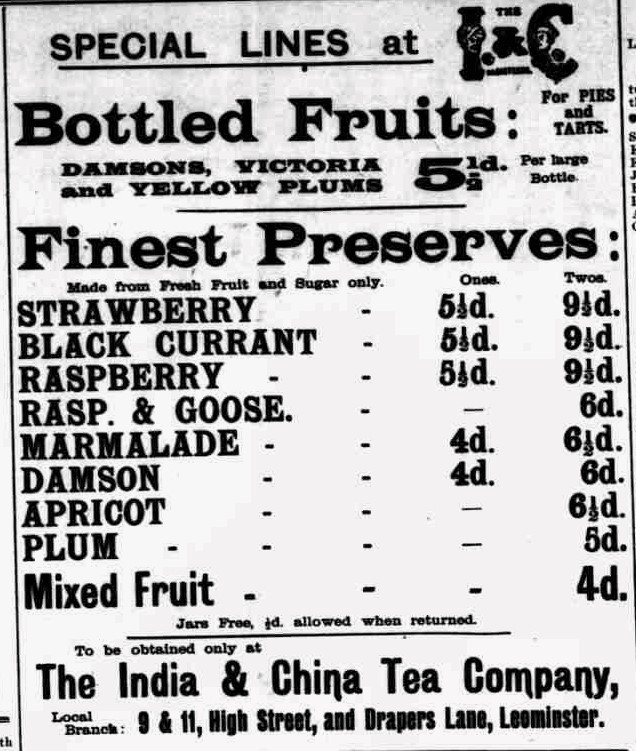 SPECIAL LINES at THE I. & C.
Bottled Fruits: For PIES and TARTS.
DAMSONS, VICTORIA and YELLOW PLUMS 5½d. Per large Bottle.
Finest Preserves:
Made from Fresh Fruit and Sugar only. Ones. Twos.
STRAWBERRY - 5½d. 9½d.
BLACK CURRANT - 5½d. 9½d.
RASPBERRY - - 5½d. 9½d.
RASP. & GOOSE. - — 6d.
MARMALADE - - 4d. 6½d.
DAMSON - - 4d. 6d.
APRICOT - - — 6½d.
PLUM - - - — 5d.
Mixed Fruit - - - 4d.
Jars Free, ½d. allowed when returned.
To be obtained only at
The India & China Tea Company,
Local Branch: 9 & 11, High Street, and Drapers Lane, Leominster.